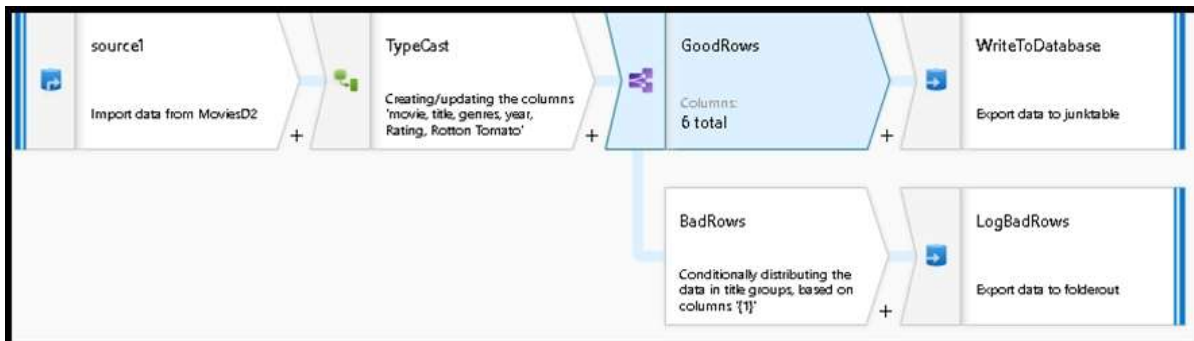 source1
Import data from MoviesD2
+
TypeCast
Creating/updating the columns
'movie, title, genres, year,
Rating, Rotton Tomato'
+
GoodRows
Columns:
6 total
+
WriteToDatabase
Export data to junktable
BadRows
Conditionally distributing the
data in title groups, based on
columns '{1}'
+
LogBadRows
Export data to folderout